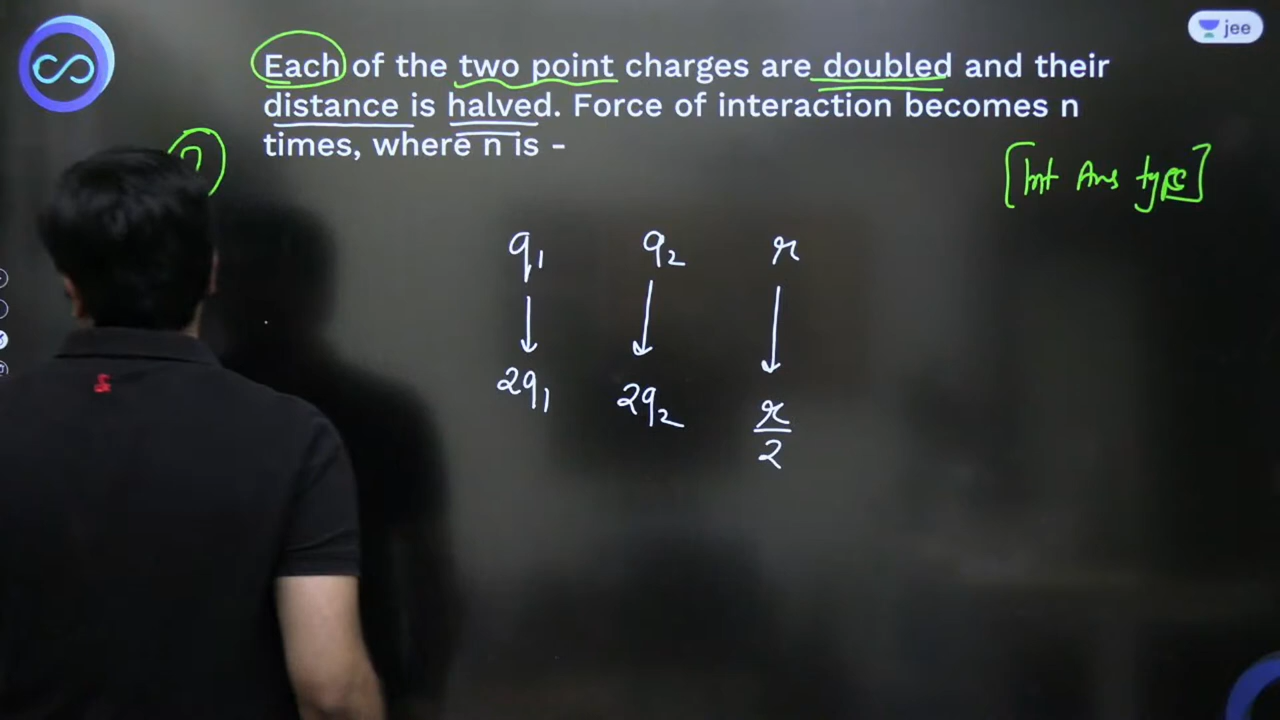 jee
Each of the two point charges are doubled and their
distance is halved. Force of interaction becomes n
times, where n is -
[Int Ans type]
q₁ q₂ r
2q₁ 2q₂ r/2